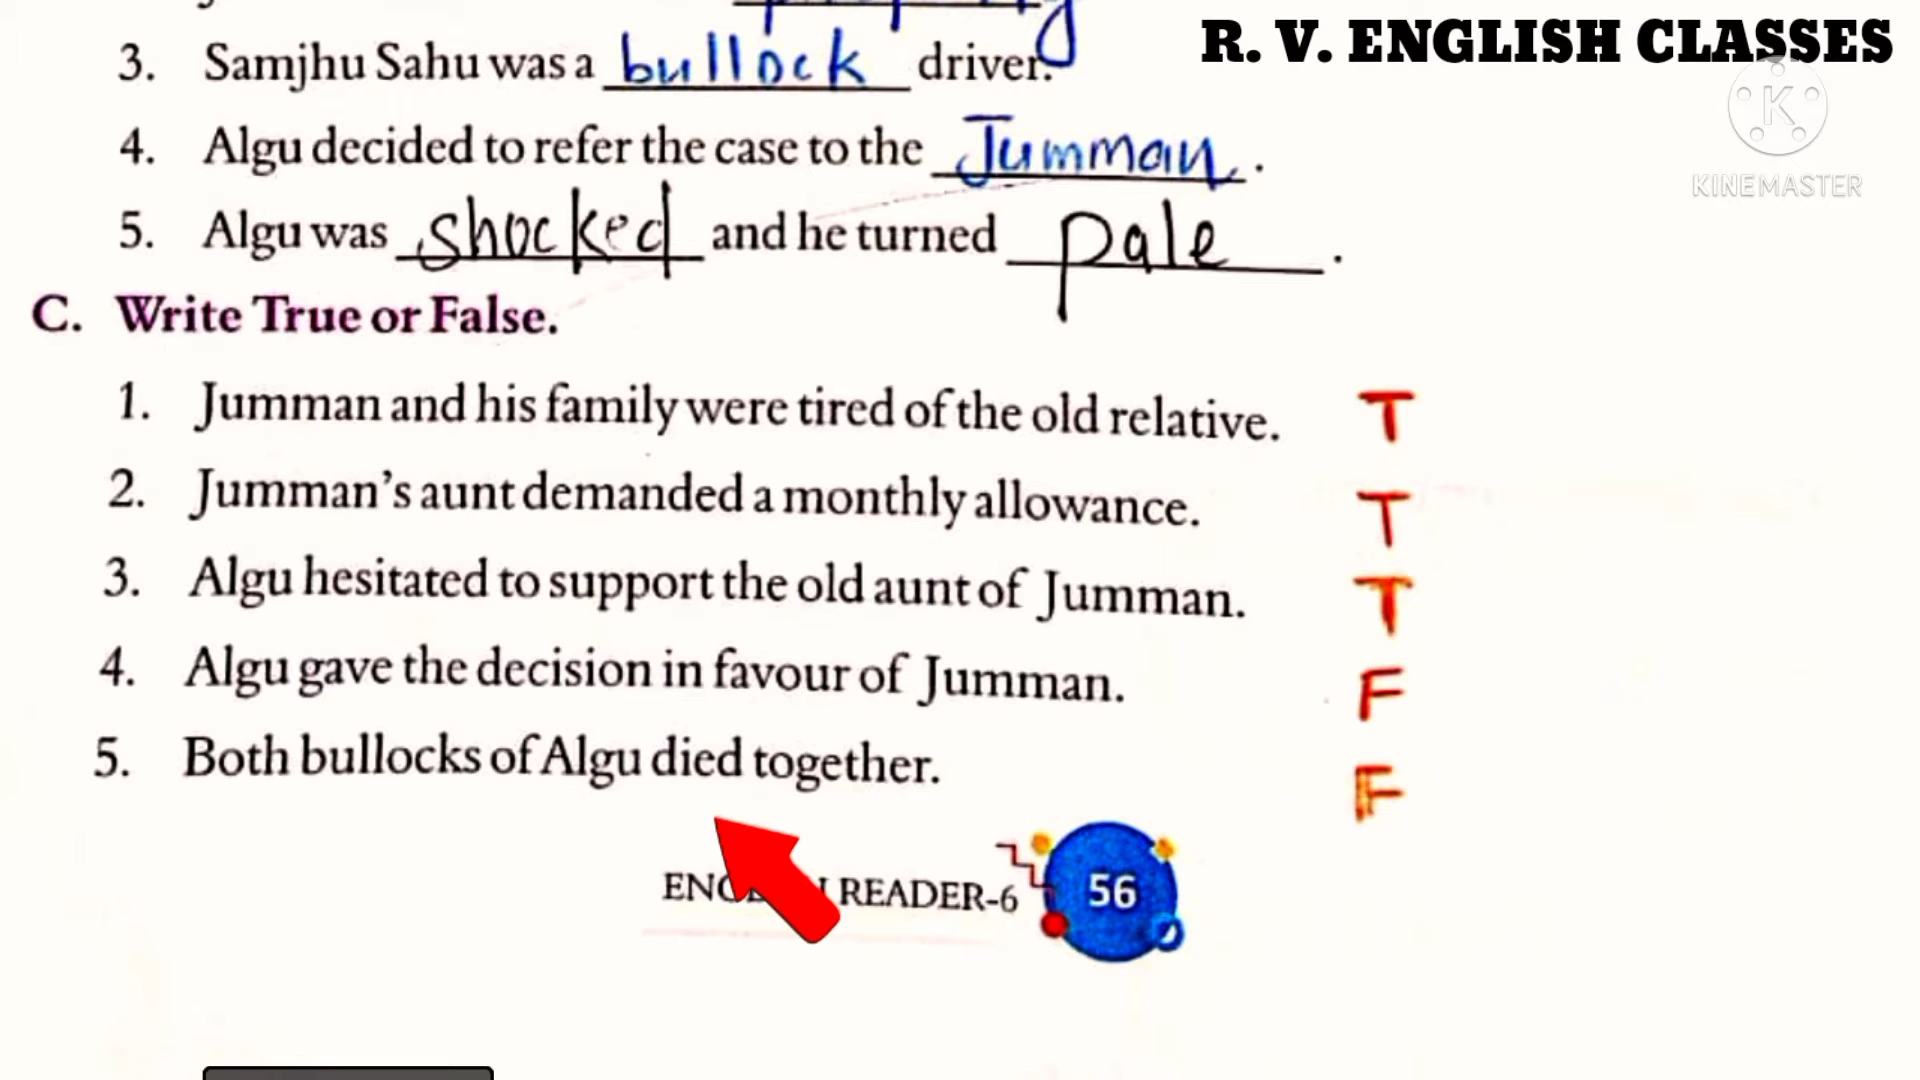 R. V. ENGLISH CLASSES
3. Samjhu Sahu was a bullock driver.
KINEMASTER
4. Algu decided to refer the case to the Jumman.
5. Algu was shocked and he turned pale.
C. Write True or False.
1. Jumman and his family were tired of the old relative. T
2. Jumman's aunt demanded a monthly allowance. T
3. Algu hesitated to support the old aunt of Jumman. T
4. Algu gave the decision in favour of Jumman. F
5. Both bullocks of Algu died together. F
READER-6 56